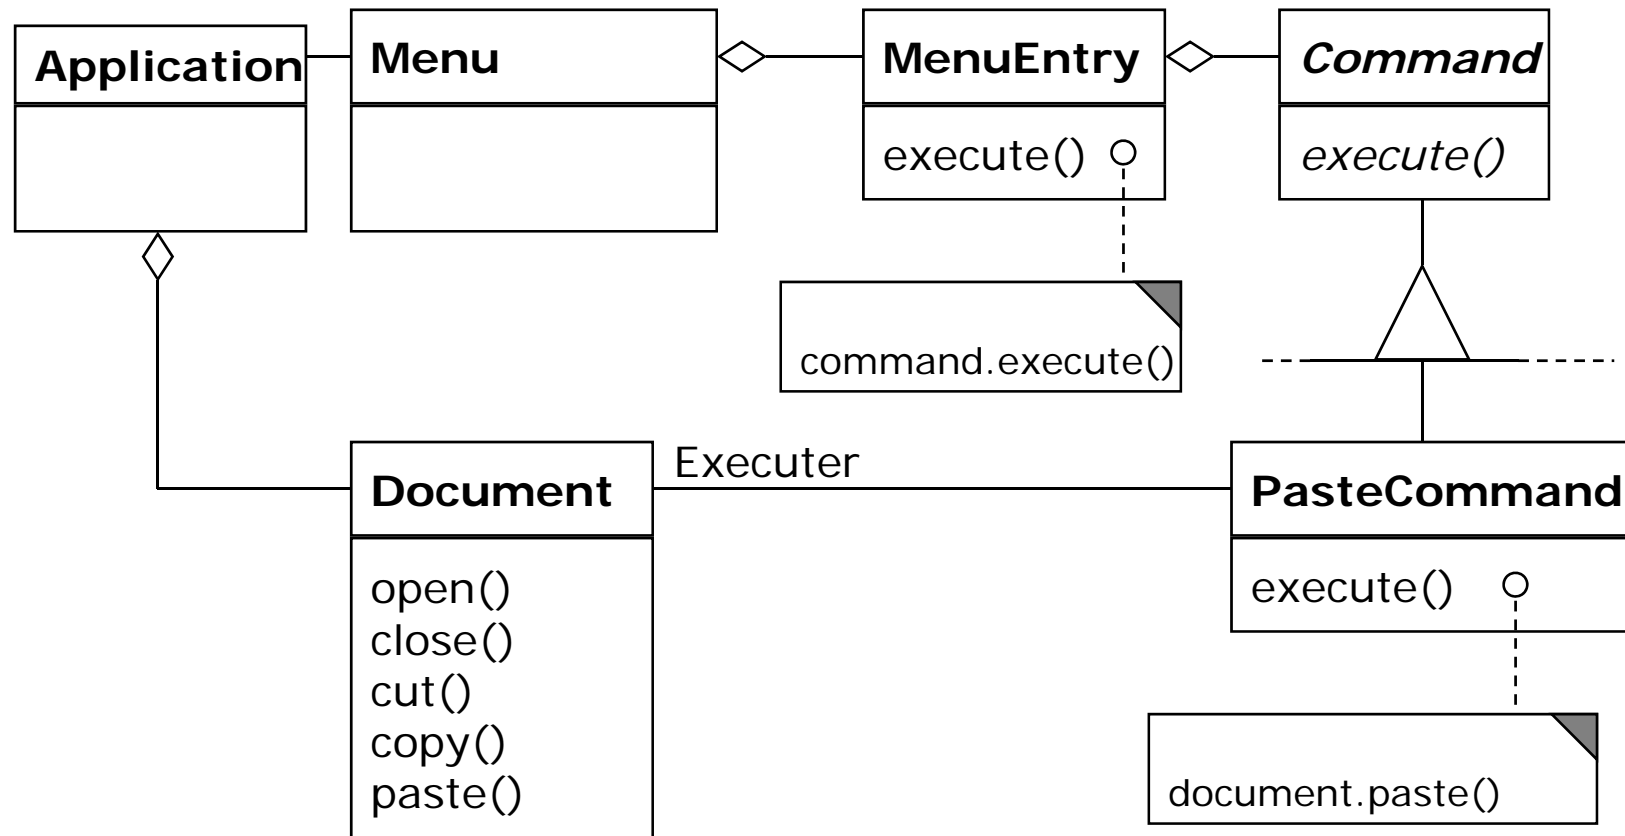 Application
Menu
MenuEntry
Command
execute()
execute()
command.execute()
Executer
Document
PasteCommand
open()
close()
cut()
copy()
paste()
execute()
document.paste()